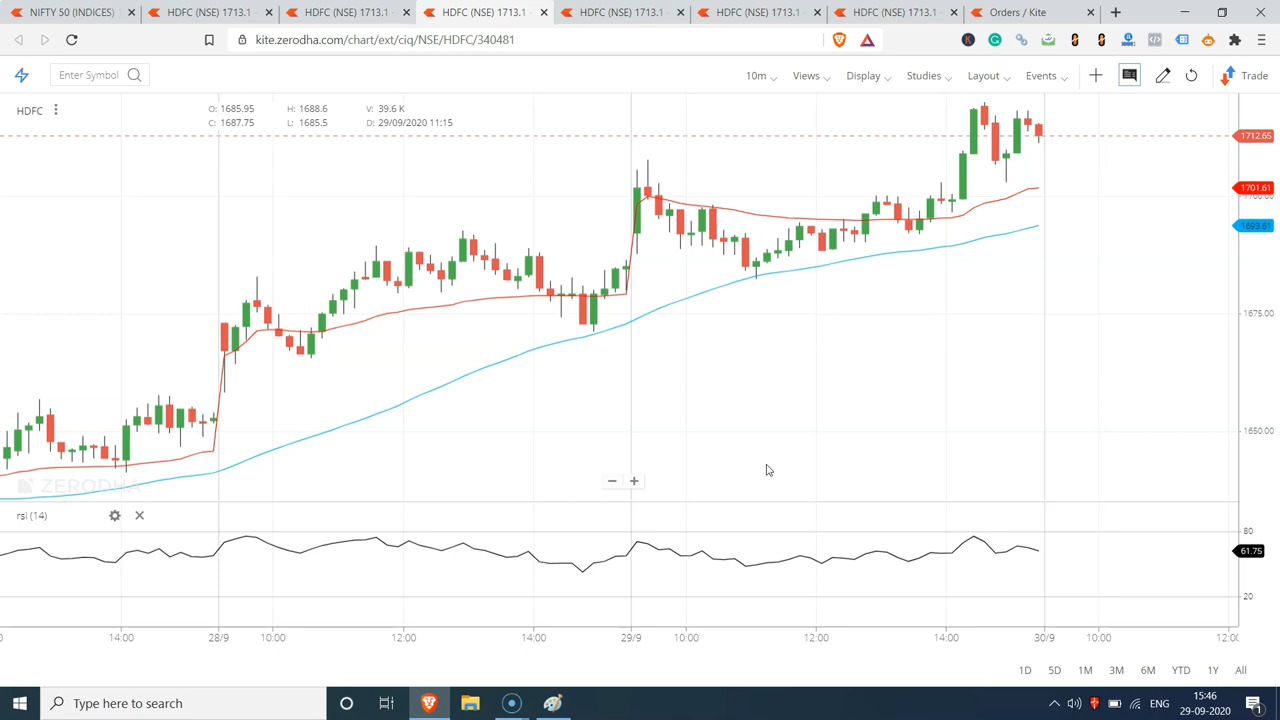 NIFTY 50 (INDICES) HDFC (NSE) 1713.1 HDFC (NSE) 1713.1 HDFC (NSE) 1713.1 HDFC (NSE) 1713.1 HDFC (NSE) 1713.1 HDFC (NSE) 1713.1 Orders / Kite
kite.zerodha.com/chart/ext/ciq/NSE/HDFC/340481
Enter Symbol 10m Views Display Studies Layout Events Trade
HDFC
O: 1685.95 H: 1688.6 V: 39.6 K
C: 1687.75 L: 1685.5 D: 29/09/2020 11:15
1712.65
1701.61
1700.00
1693.61
1675.00
1650.00
ZERODHA
rsi (14)
80
61.75
20
14:00 28/9 10:00 12:00 14:00 29/9 10:00 12:00 14:00 30/9 10:00 12:00
1D 5D 1M 3M 6M YTD 1Y All
Type here to search
ENG
15:46
29-09-2020
1